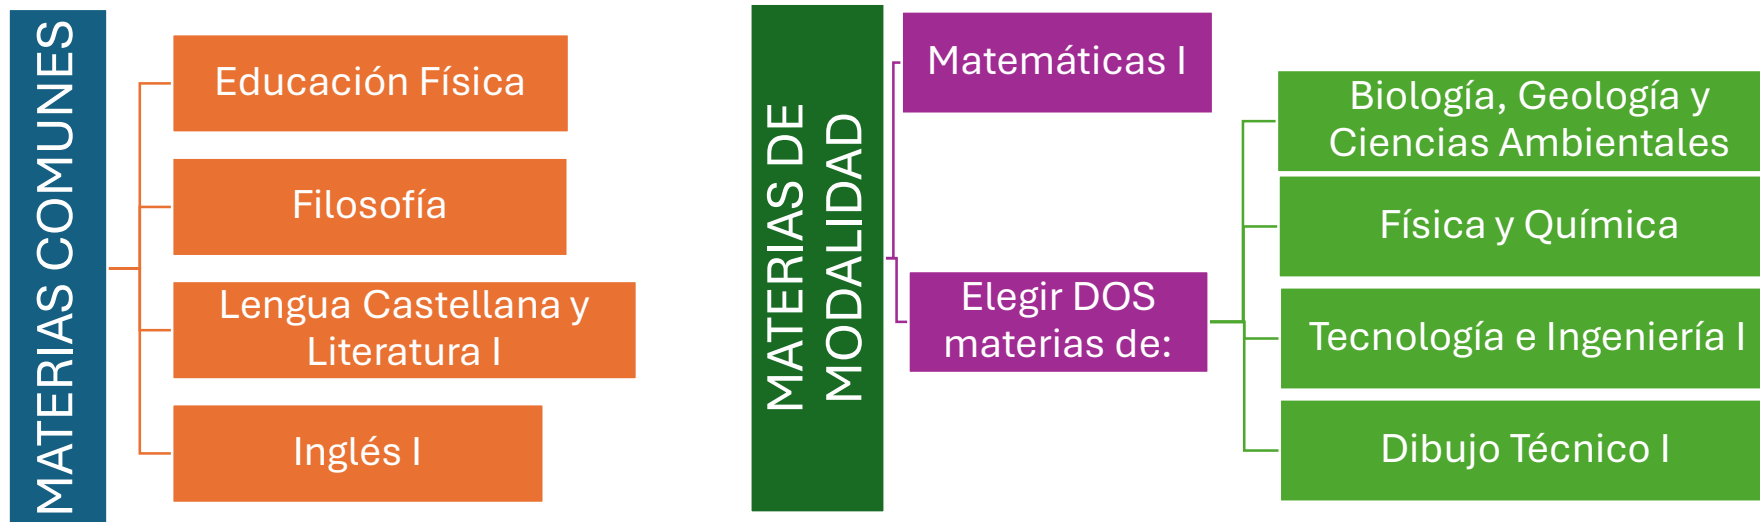 MATERIAS COMUNES
Educación Física
Filosofía
Lengua Castellana y
Literatura I
Inglés I
MATERIAS DE
MODALIDAD
Matemáticas I
Elegir DOS
materias de:
Biología, Geología y
Ciencias Ambientales
Física y Química
Tecnología e Ingeniería I
Dibujo Técnico I